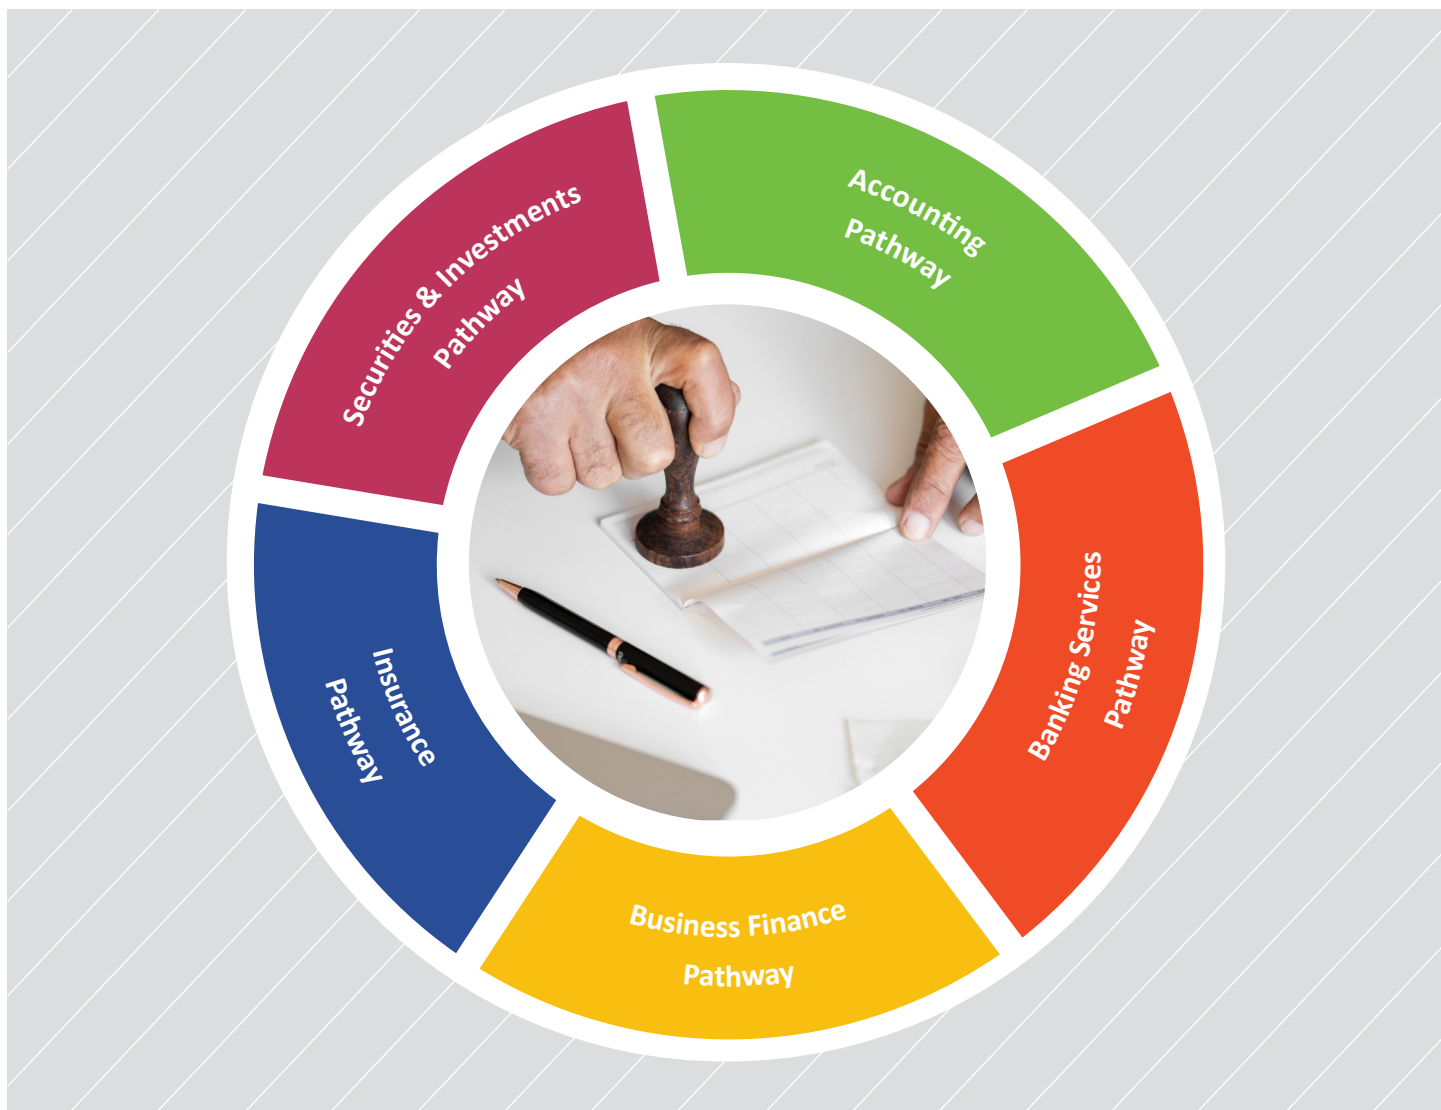 Accounting
Pathway
Banking Services
Pathway
Business Finance
Pathway
Insurance
Pathway
Securities & Investments
Pathway